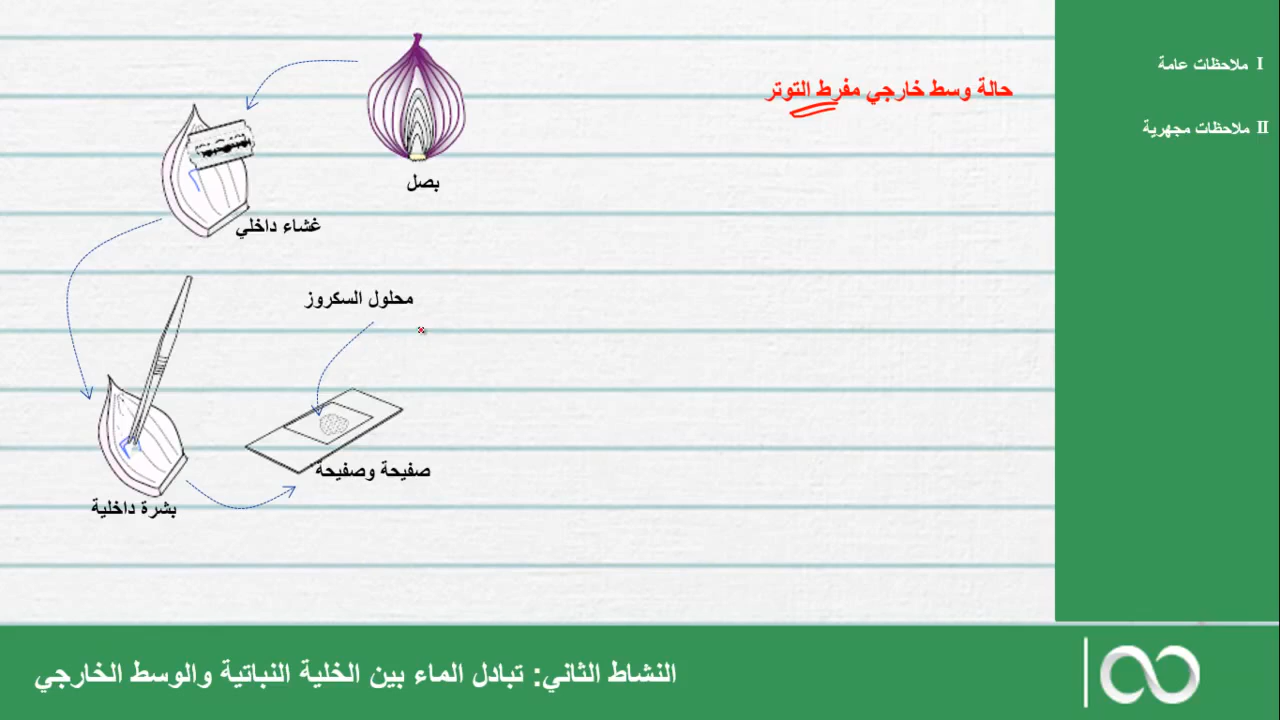 I ملاحظات عامة
II ملاحظات مجهرية
حالة وسط خارجي مفرط التوتر
بصل
غشاء داخلي
محلول السكروز
صفيحة وصفيحة
بشرة داخلية
النشاط الثاني: تبادل الماء بين الخلية النباتية والوسط الخارجي